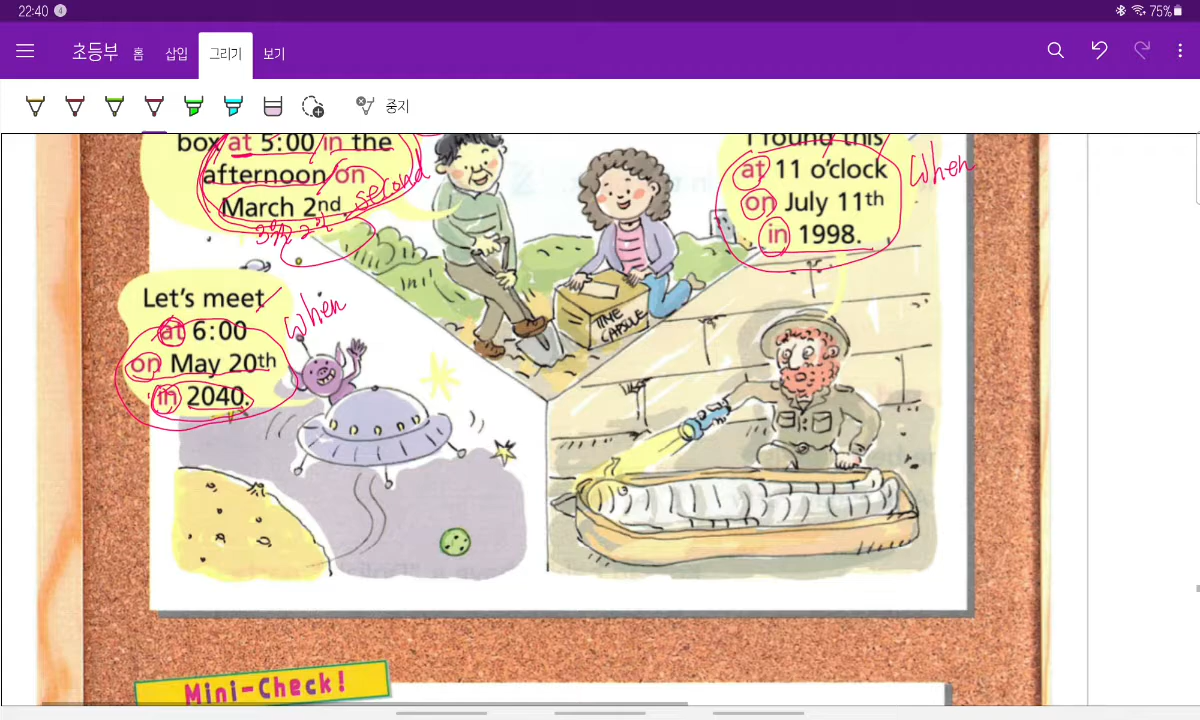 22:40 4
75%
초등부 홈 삽입 그리기 보기
중지
box at 5:00 in the
afternoon on
March 2nd.
second
3월 2일
I found this
at 11 o'clock
on July 11th
in 1998.
When
Let's meet
at 6:00
on May 20th
in 2040.
When
TIME
CAPSULE
Mini-Check!